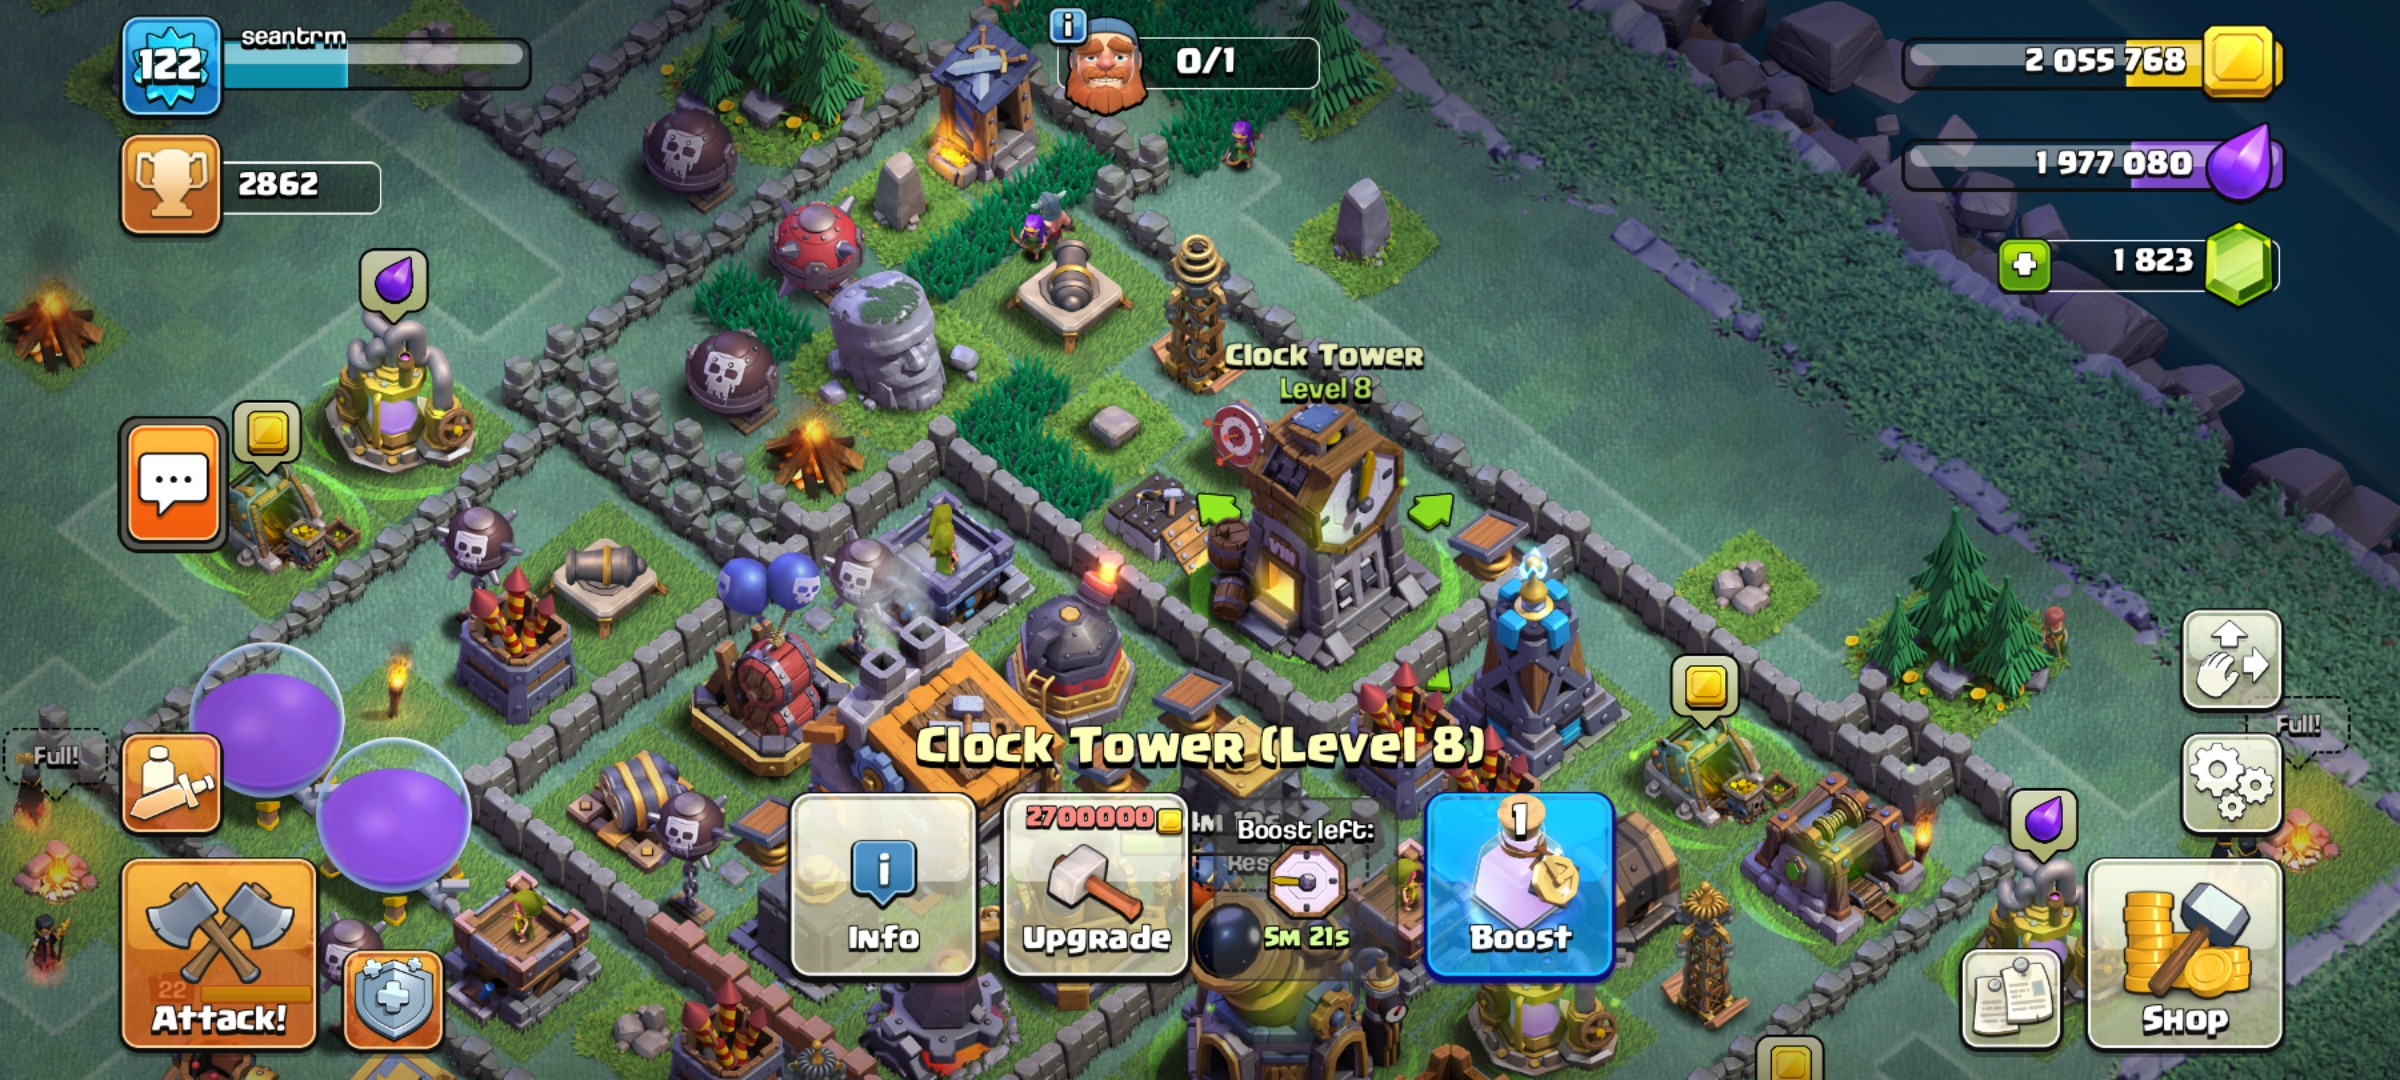 122
seantrm
i
0/1
2 055 768
2862
1 977 080
1 823
Clock Tower
Level 8
VIII
Full!
Full!
Clock Tower (Level 8)
2700000
Boost left:
1
i
5m 21s
Info
Upgrade
Boost
22
Attack!
Shop